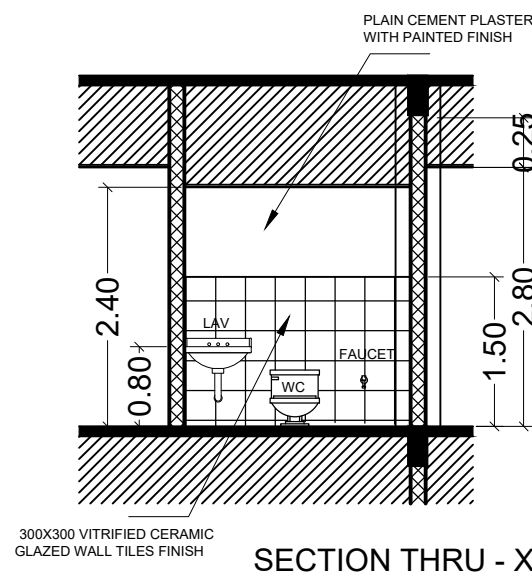 PLAIN CEMENT PLASTER
WITH PAINTED FINISH
0.25
2.40
2.80
1.50
LAV
FAUCET
0.80
WC
300X300 VITRIFIED CERAMIC
GLAZED WALL TILES FINISH
SECTION THRU - X